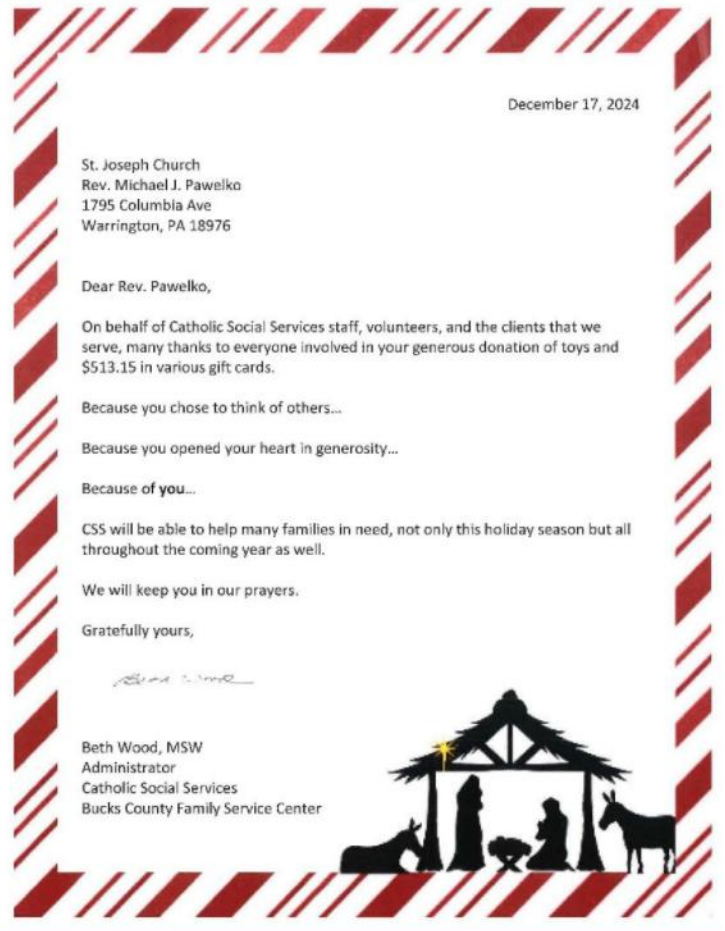 December 17, 2024
St. Joseph Church
Rev. Michael J. Pawelko
1795 Columbia Ave
Warrington, PA 18976
Dear Rev. Pawelko,
On behalf of Catholic Social Services staff, volunteers, and the clients that we
serve, many thanks to everyone involved in your generous donation of toys and
$513.15 in various gift cards.
Because you chose to think of others...
Because you opened your heart in generosity...
Because of you...
CSS will be able to help many families in need, not only this holiday season but all
throughout the coming year as well.
We will keep you in our prayers.
Gratefully yours,
Beth Wood, MSW
Administrator
Catholic Social Services
Bucks County Family Service Center